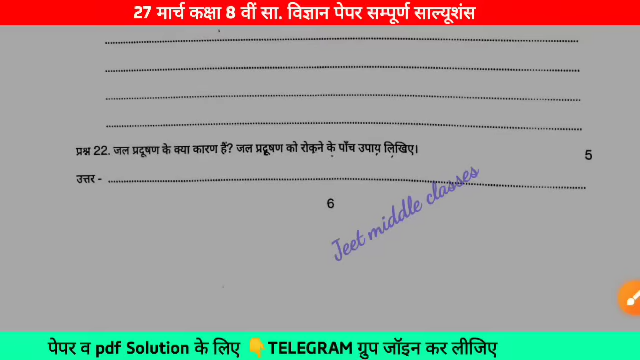 27 मार्च कक्षा 8 वीं सा. विज्ञान पेपर सम्पूर्ण साल्यूशंस
प्रश्न 22. जल प्रदूषण के क्या कारण हैं? जल प्रदूषण को रोकने के पाँच उपाय लिखिए। 5
उत्तर -
6
Jeet middle classes
पेपर व pdf Solution के लिए 👇TELEGRAM ग्रुप जॉइन कर लीजिए